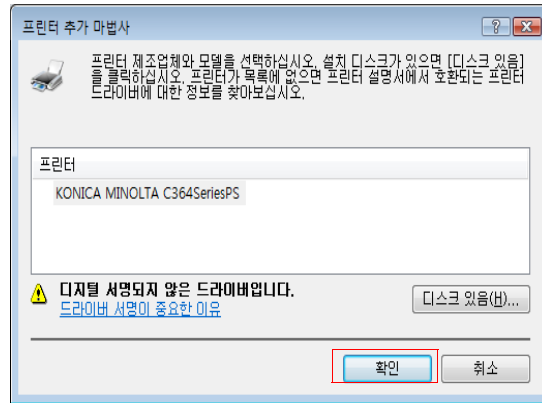 프린터 추가 마법사
프린터 제조업체와 모델을 선택하십시오. 설치 디스크가 있으면 [디스크 있음]
을 클릭하십시오. 프린터가 목록에 없으면 프린터 설명서에서 호환되는 프린터
드라이버에 대한 정보를 찾아보십시오.
프린터
KONICA MINOLTA C364SeriesPS
디지털 서명되지 않은 드라이버입니다.
드라이버 서명이 중요한 이유
디스크 있음(H)...
확인
취소